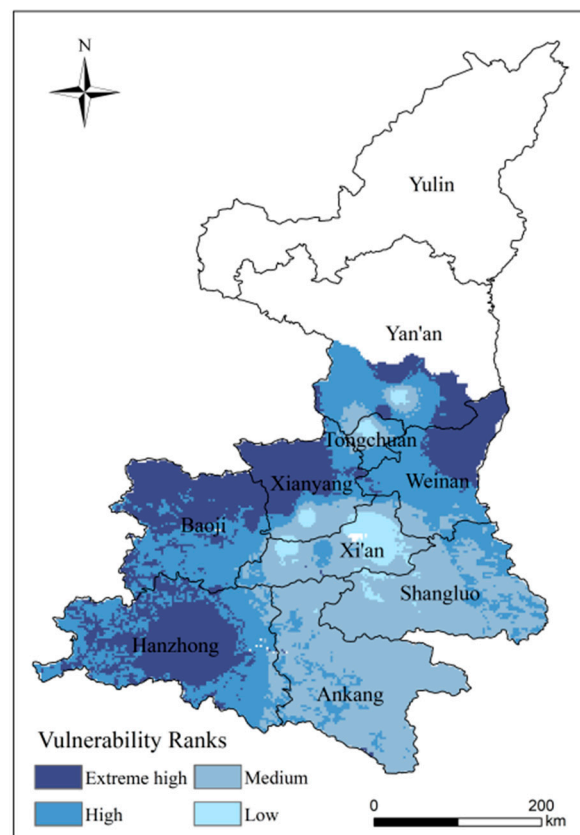 N
Yulin
Yan'an
Tongchuan
Xianyang
Weinan
Baoji
Xi'an
Shangluo
Hanzhong
Ankang
Vulnerability Ranks
Extreme high
Medium
High
Low
0
200
km